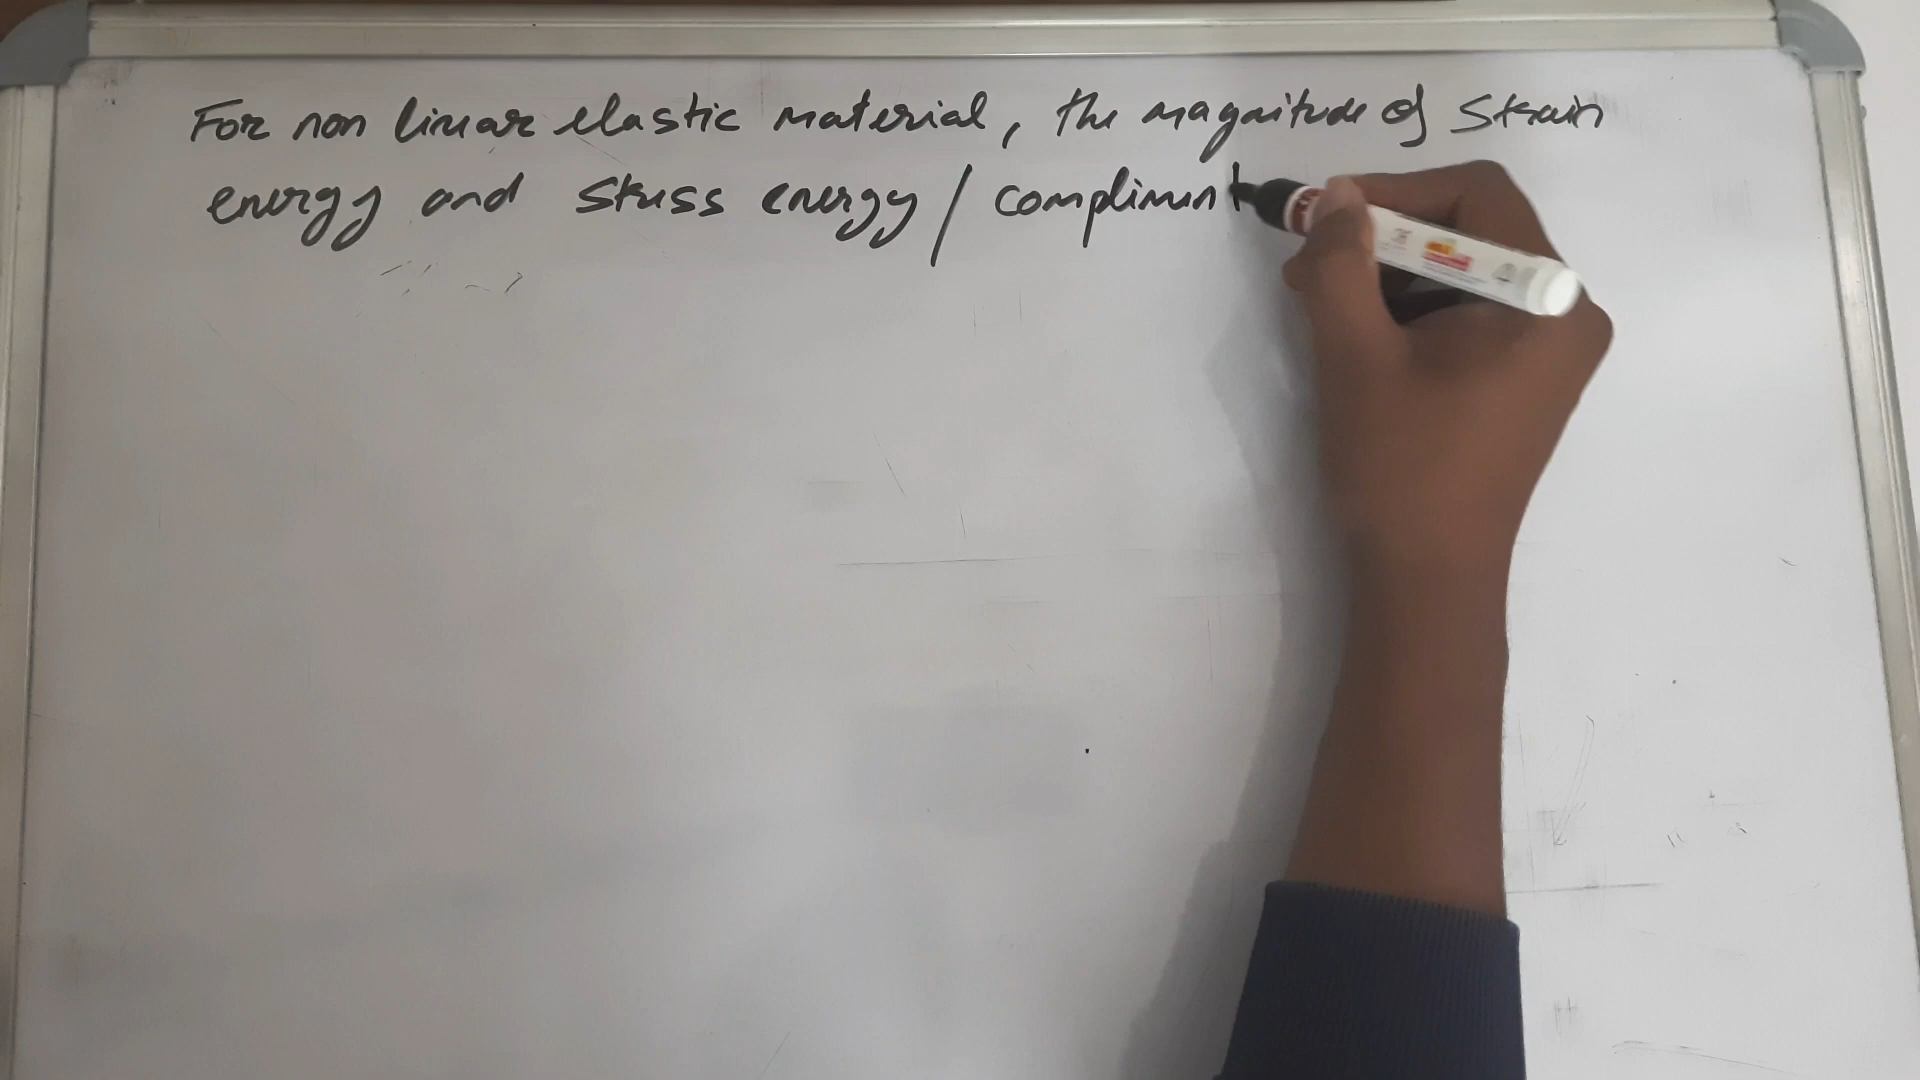 For non linear elastic material, the magnitude of strain
energy and stress energy / compliment